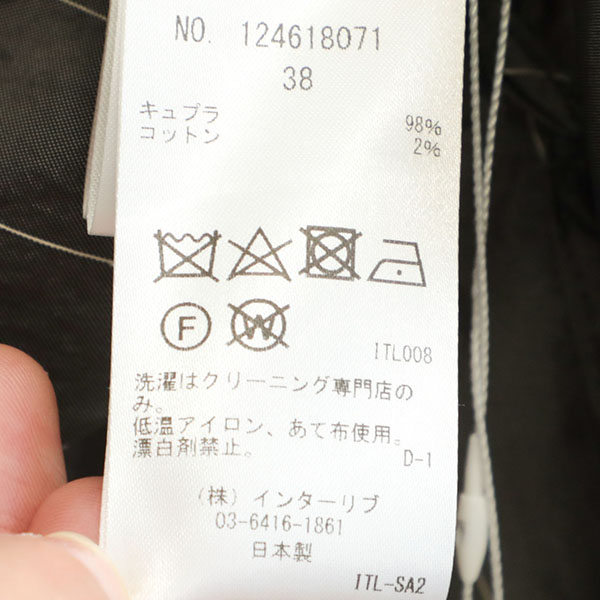 NO. 124618071
38
キュプラ 98%
コットン 2%
F W
ITL008
洗濯はクリーニング専門店の
み。
低温アイロン、あて布使用。
漂白剤禁止。 D-1
(株) インターリブ
03-6416-1861
日本製
ITL-SA2